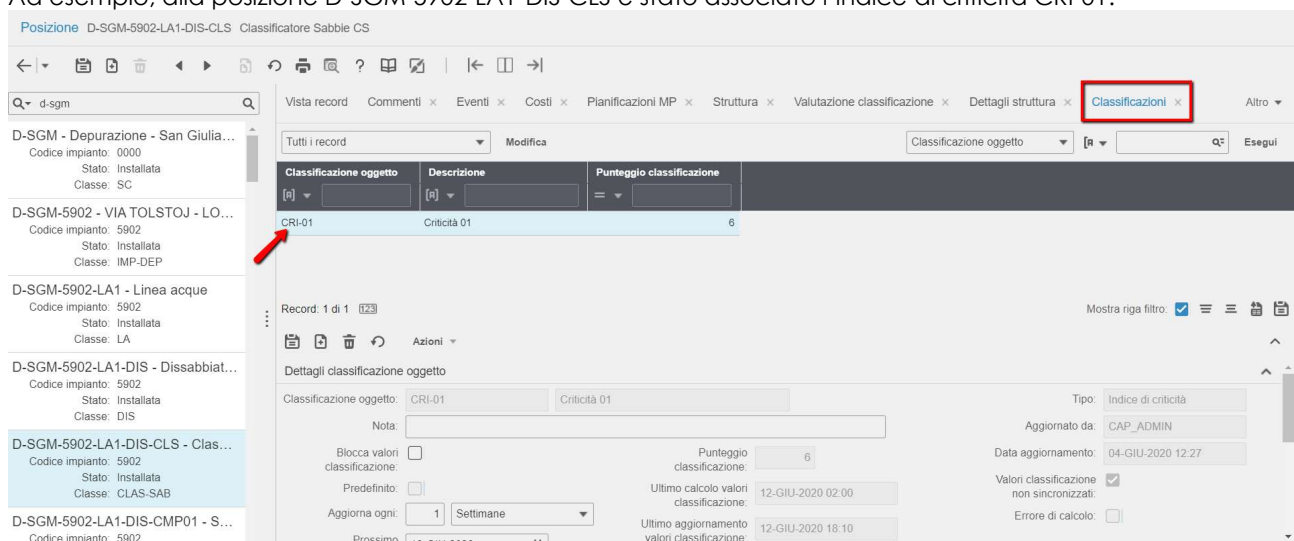 Ad esempio, alla posizione D-SGM-5902-LA1-DIS-CLS è stato associato l'indice di criticità CRI-01.
Posizione D-SGM-5902-LA1-DIS-CLS Classificatore Sabbie CS
d-sgm
Vista record Commenti × Eventi × Costi × Pianificazioni MP × Struttura × Valutazione classificazione × Dettagli struttura × Classificazioni × Altro
D-SGM - Depurazione - San Giulia...
Codice impianto: 0000
Stato: Installata
Classe: SC
D-SGM-5902 - VIA TOLSTOJ - LO...
Codice impianto: 5902
Stato: Installata
Classe: IMP-DEP
D-SGM-5902-LA1 - Linea acque
Codice impianto: 5902
Stato: Installata
Classe: LA
D-SGM-5902-LA1-DIS - Dissabbiat...
Codice impianto: 5902
Stato: Installata
Classe: DIS
D-SGM-5902-LA1-DIS-CLS - Clas...
Codice impianto: 5902
Stato: Installata
Classe: CLAS-SAB
D-SGM-5902-LA1-DIS-CMP01 - S...
Codice impianto: 5902
Tutti i record Modifica Classificazione oggetto Esegui
Classificazione oggetto Descrizione Punteggio classificazione
CRI-01 Criticità 01 6
Record: 1 di 1 123 Mostra riga filtro:
Azioni
Dettagli classificazione oggetto
Classificazione oggetto: CRI-01 Criticità 01 Tipo: Indice di criticità
Nota: Aggiornato da: CAP_ADMIN
Blocca valori classificazione: Punteggio classificazione: 6 Data aggiornamento: 04-GIU-2020 12:27
Predefinito: Ultimo calcolo valori classificazione: 12-GIU-2020 02:00 Valori classificazione non sincronizzati:
Aggiorna ogni: 1 Settimane Ultimo aggiornamento valori classificazione: 12-GIU-2020 18:10 Errore di calcolo:
Prossimo